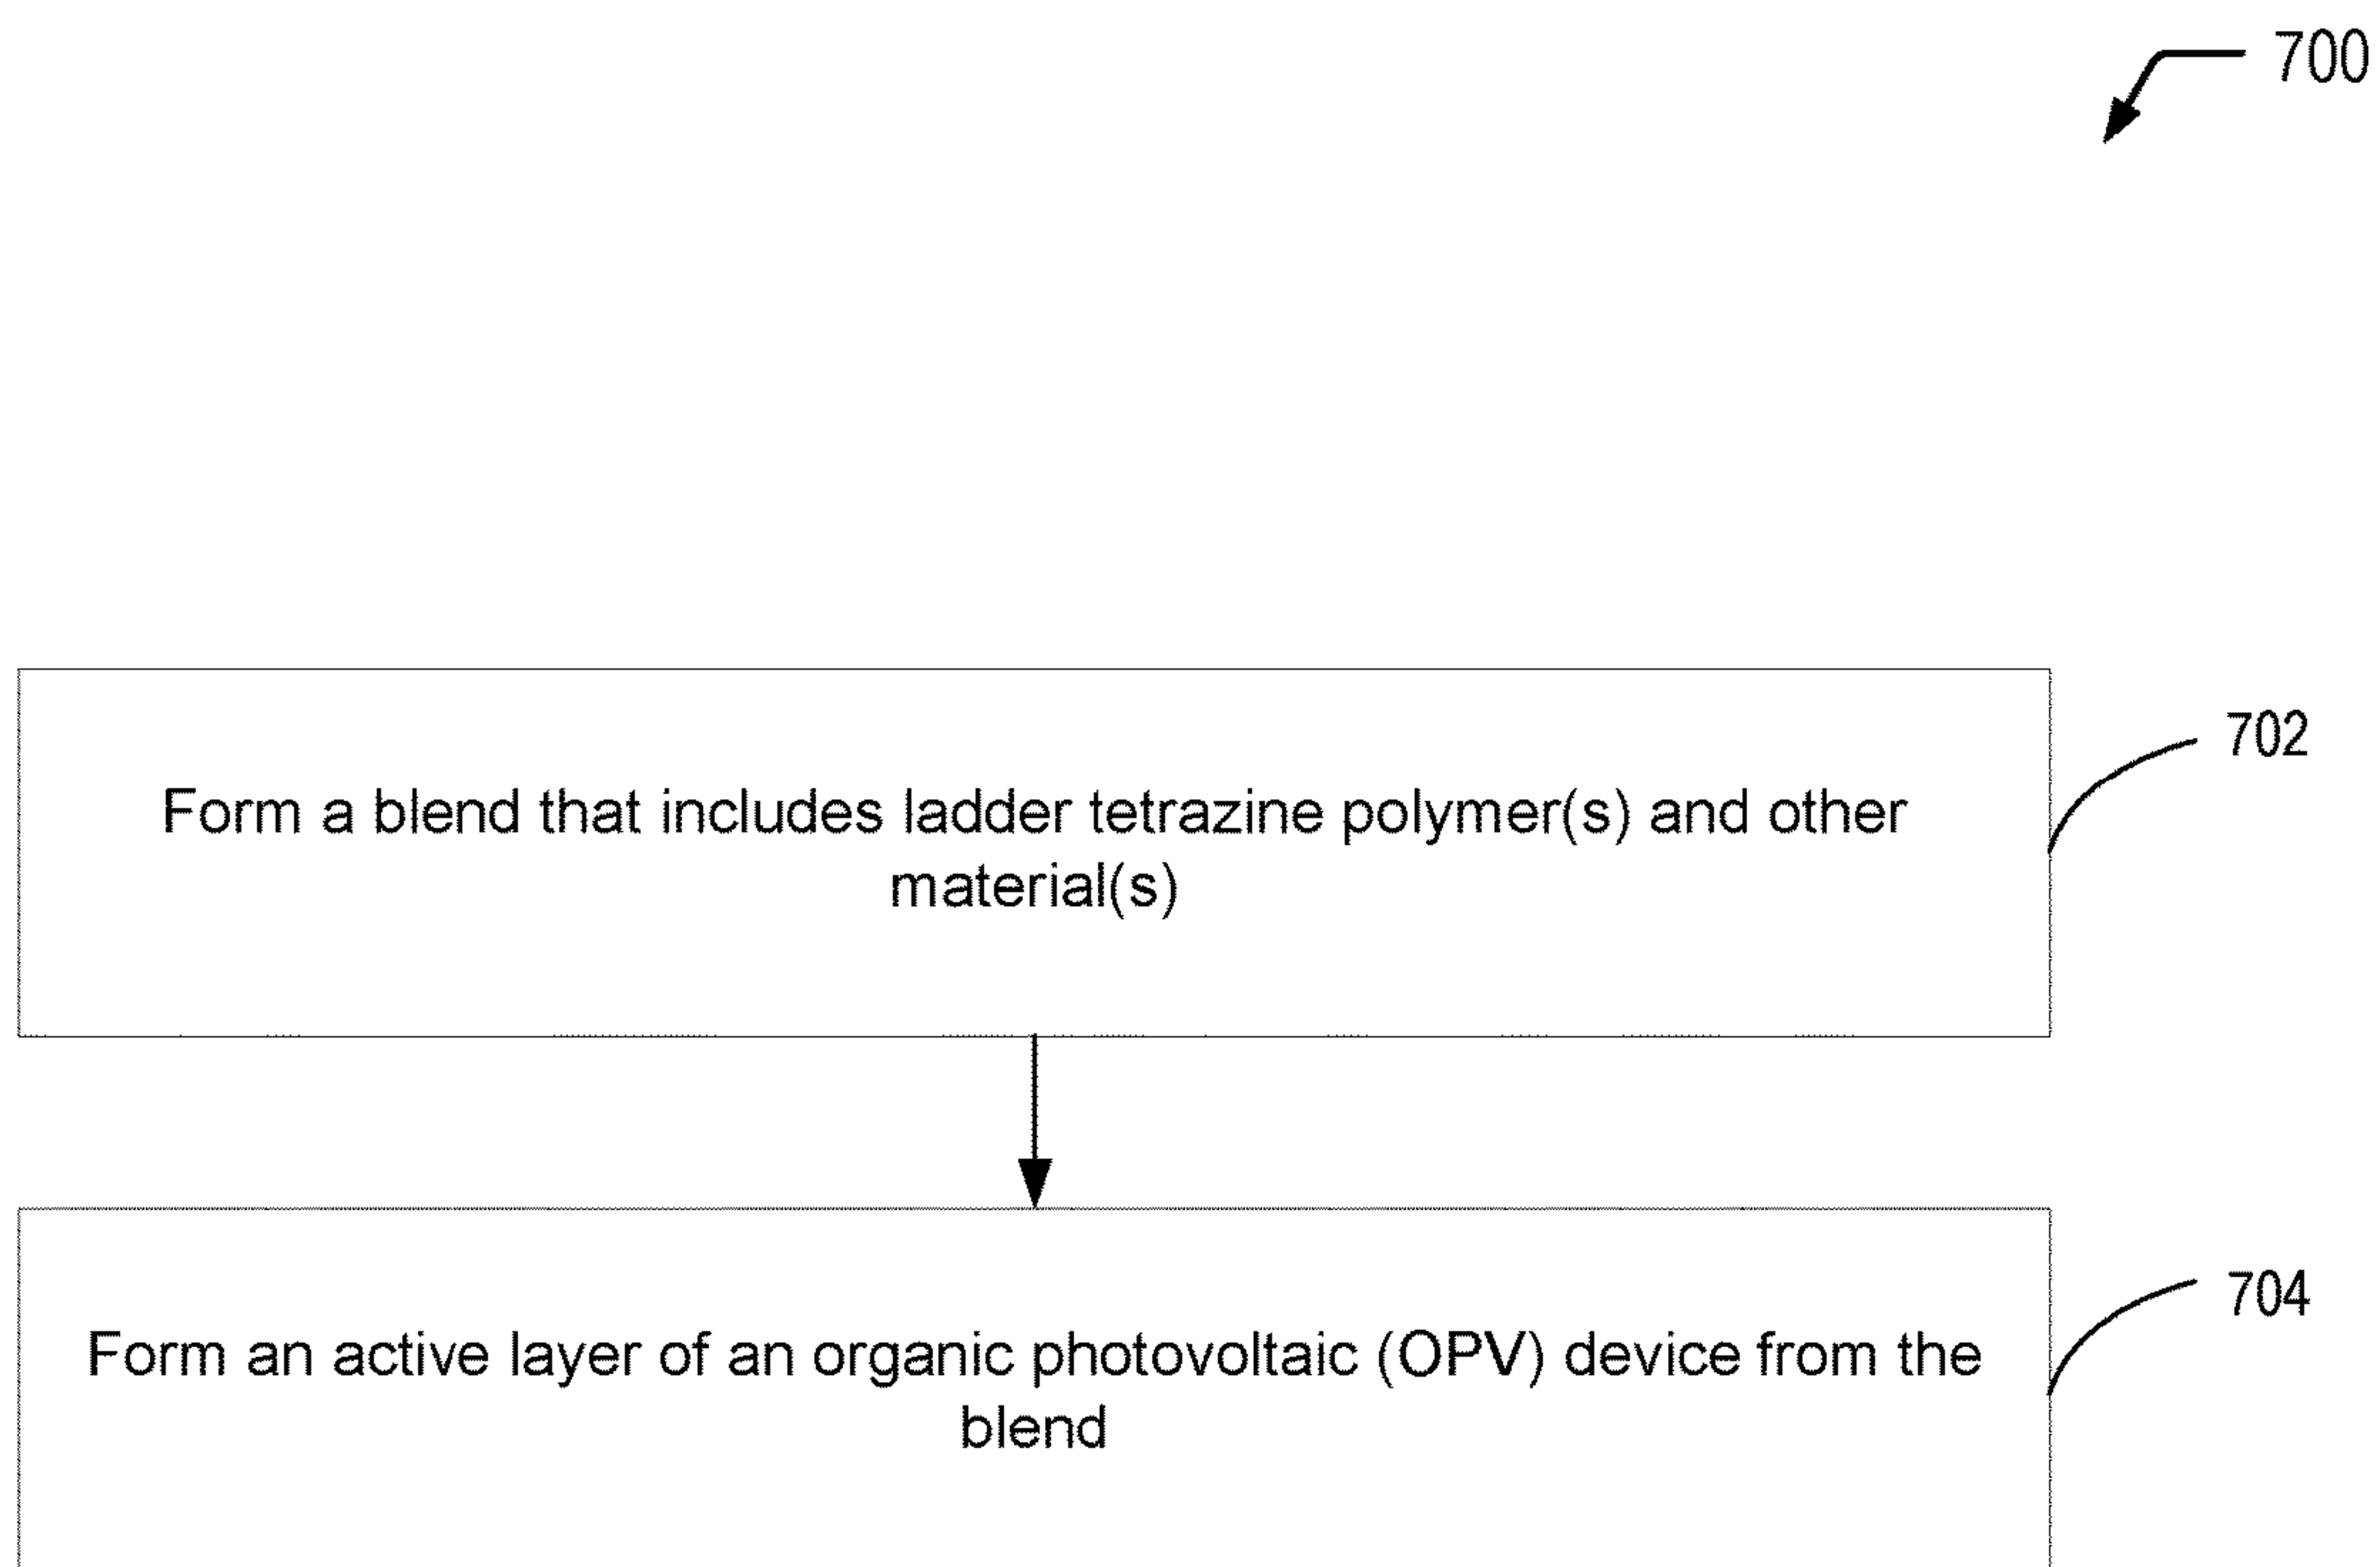 700
Form a blend that includes ladder tetrazine polymer(s) and other
material(s)
702
Form an active layer of an organic photovoltaic (OPV) device from the
blend
704